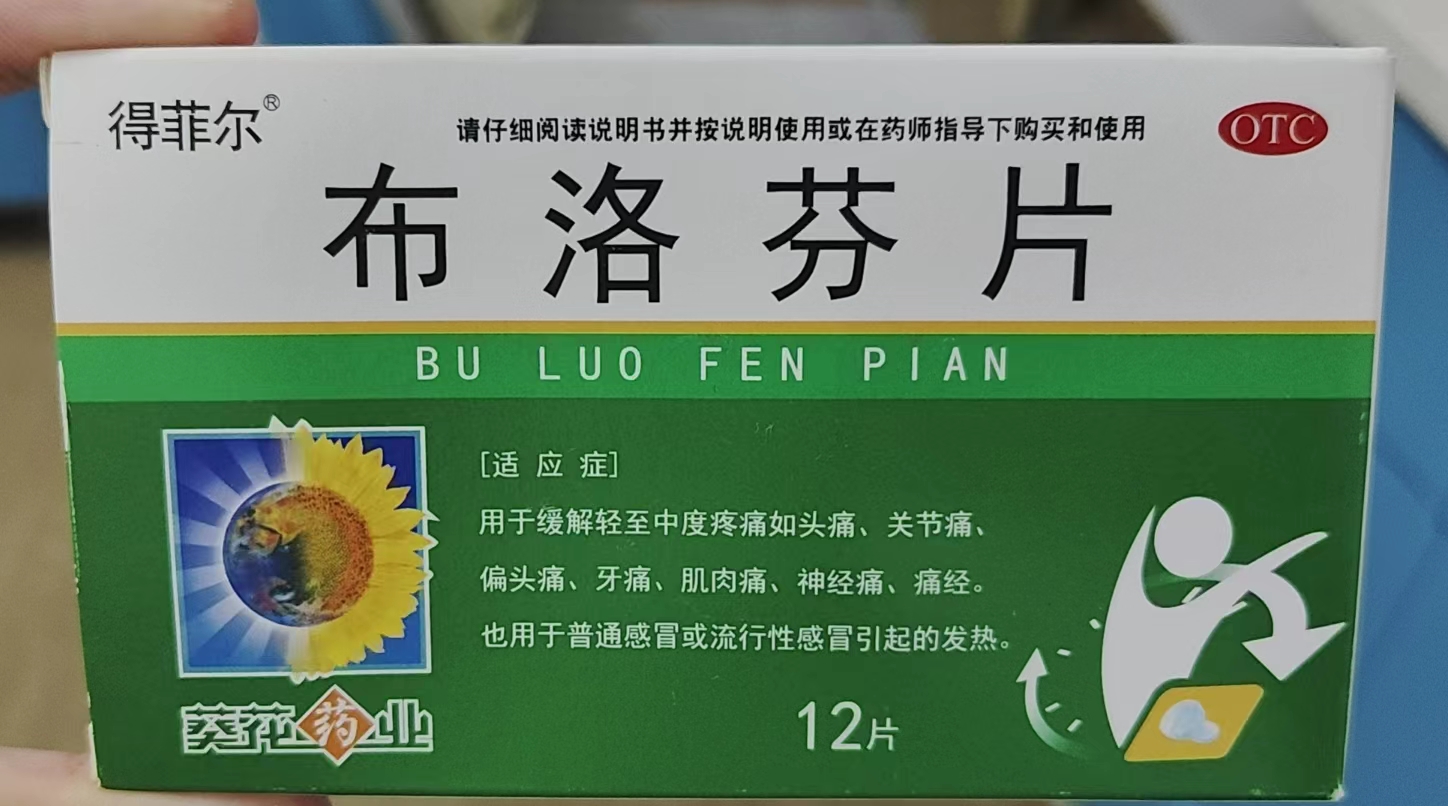 得菲尔®
请仔细阅读说明书并按说明使用或在药师指导下购买和使用
OTC
布洛芬片
BU LUO FEN PIAN
[适应症]
用于缓解轻至中度疼痛如头痛、关节痛、
偏头痛、牙痛、肌肉痛、神经痛、痛经。
也用于普通感冒或流行性感冒引起的发热。
葵花药业
12片